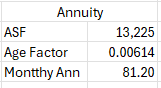 Annuity
ASF 13,225
Age Factor 0.00614
Montthy Ann 81.20